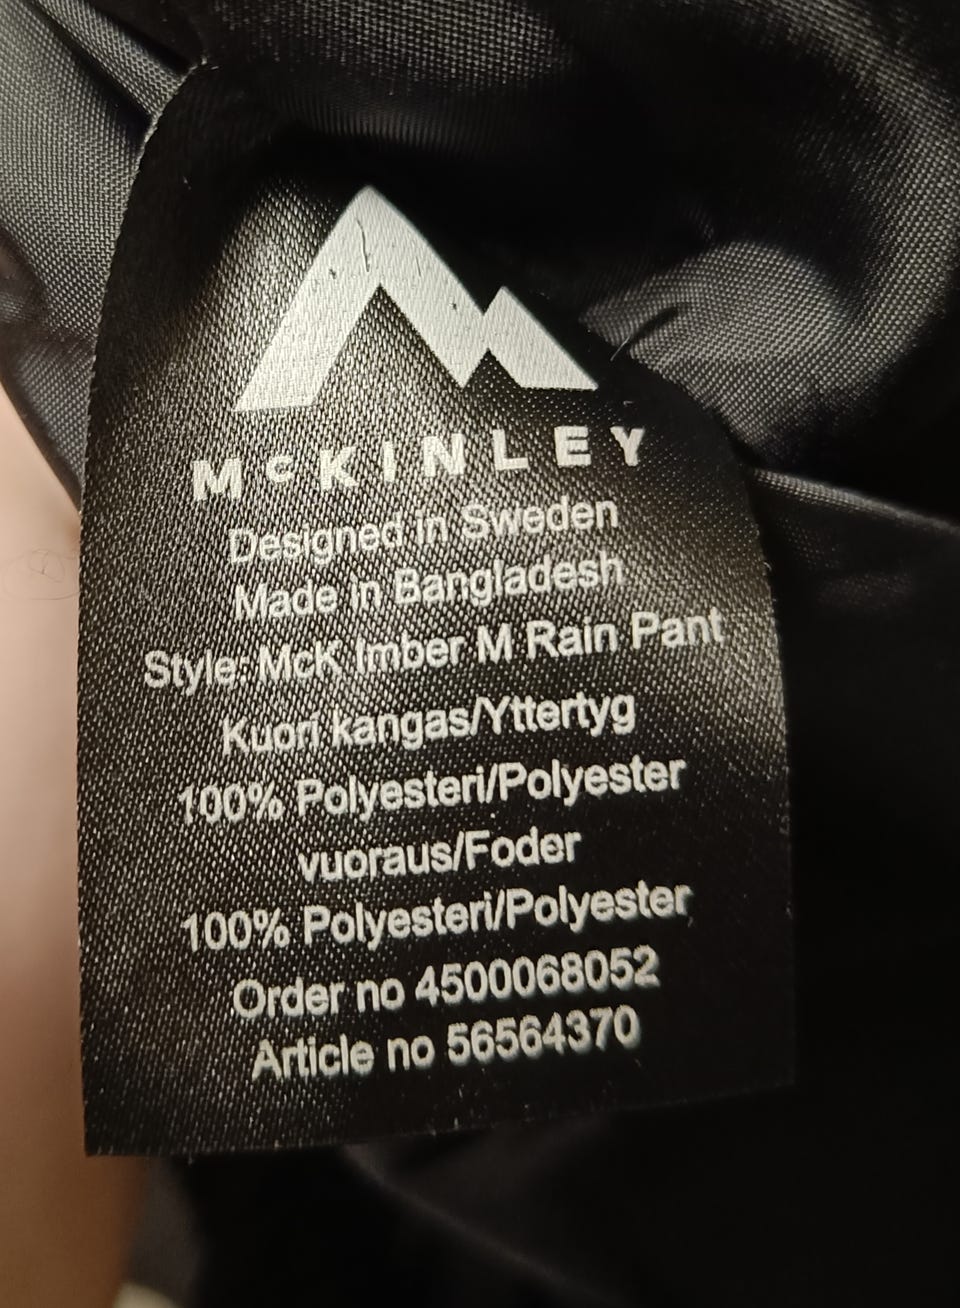 McKINLEY
Designed in Sweden
Made in Bangladesh
Style: McK Imber M Rain Pant
Kuori kangas/Yttertyg
100% Polyesteri/Polyester
vuoraus/Foder
100% Polyesteri/Polyester
Order no 4500068052
Article no 56564370